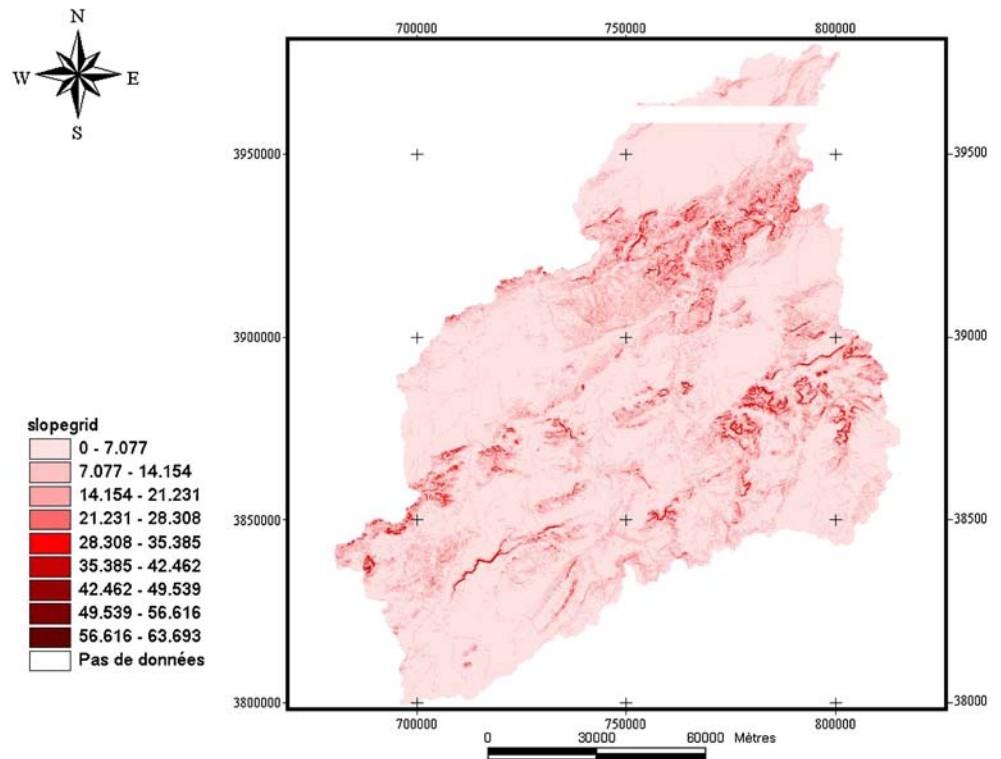 N
W E
S
700000 750000 800000
3950000 39500
3900000 39000
3850000 38500
3800000 38000
700000 750000 800000
slopegrid
0 - 7.077
7.077 - 14.154
14.154 - 21.231
21.231 - 28.308
28.308 - 35.385
35.385 - 42.462
42.462 - 49.539
49.539 - 56.616
56.616 - 63.693
Pas de données
0 30000 60000 Mètres